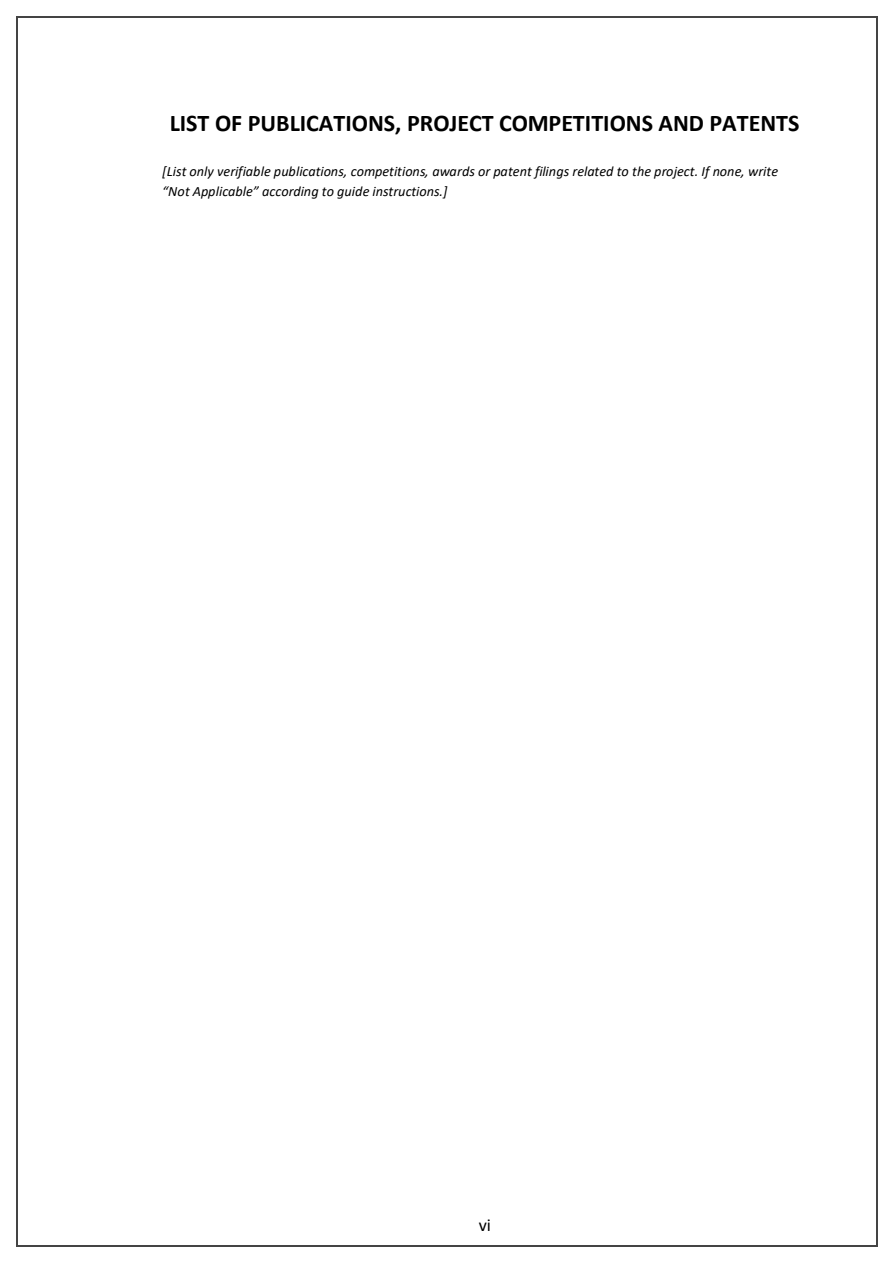 LIST OF PUBLICATIONS, PROJECT COMPETITIONS AND PATENTS
[List only verifiable publications, competitions, awards or patent filings related to the project. If none, write
“Not Applicable” according to guide instructions.]
vi